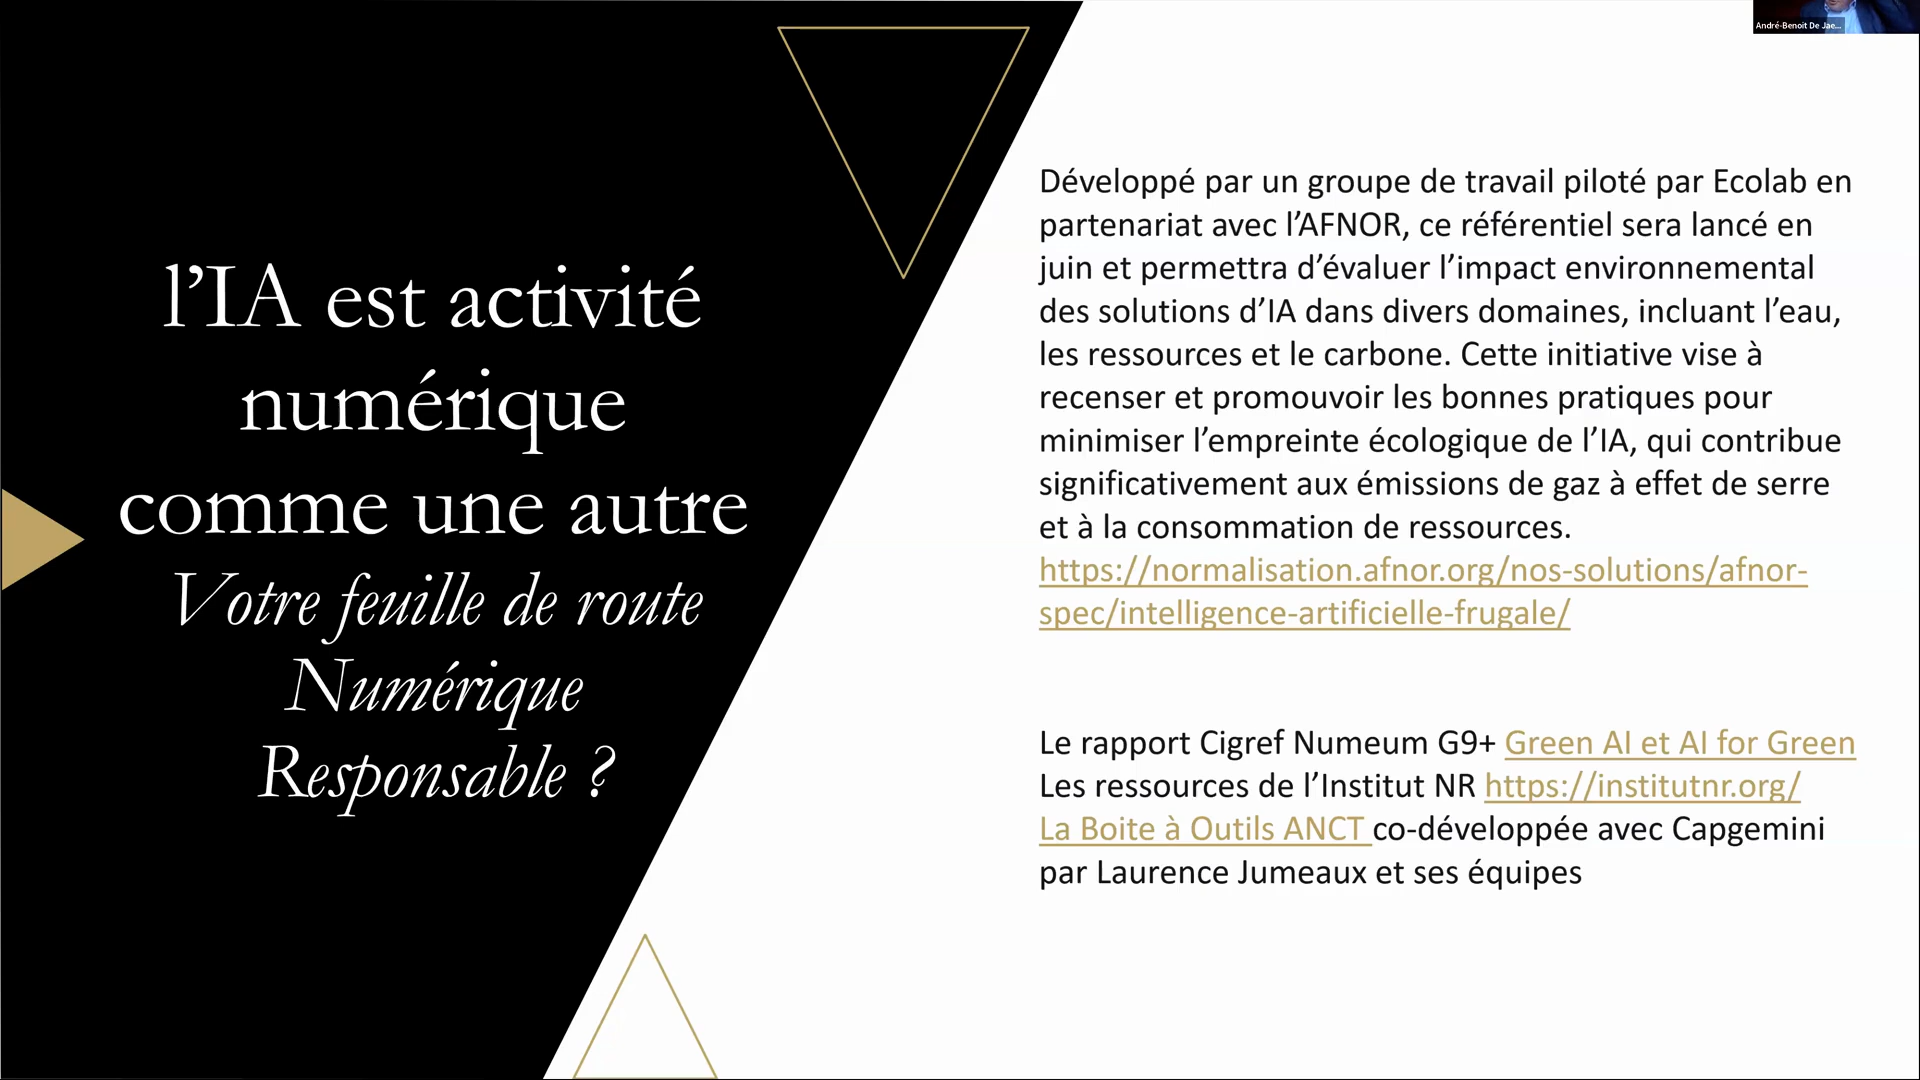 André-Benoit De Jae...
l’IA est activité
numérique
comme une autre
Votre feuille de route
Numérique
Responsable ?
Développé par un groupe de travail piloté par Ecolab en
partenariat avec l’AFNOR, ce référentiel sera lancé en
juin et permettra d’évaluer l’impact environnemental
des solutions d’IA dans divers domaines, incluant l’eau,
les ressources et le carbone. Cette initiative vise à
recenser et promouvoir les bonnes pratiques pour
minimiser l’empreinte écologique de l’IA, qui contribue
significativement aux émissions de gaz à effet de serre
et à la consommation de ressources.
https://normalisation.afnor.org/nos-solutions/afnor-
spec/intelligence-artificielle-frugale/
Le rapport Cigref Numeum G9+ Green AI et AI for Green
Les ressources de l’Institut NR https://institutnr.org/
La Boite à Outils ANCT co-développée avec Capgemini
par Laurence Jumeaux et ses équipes